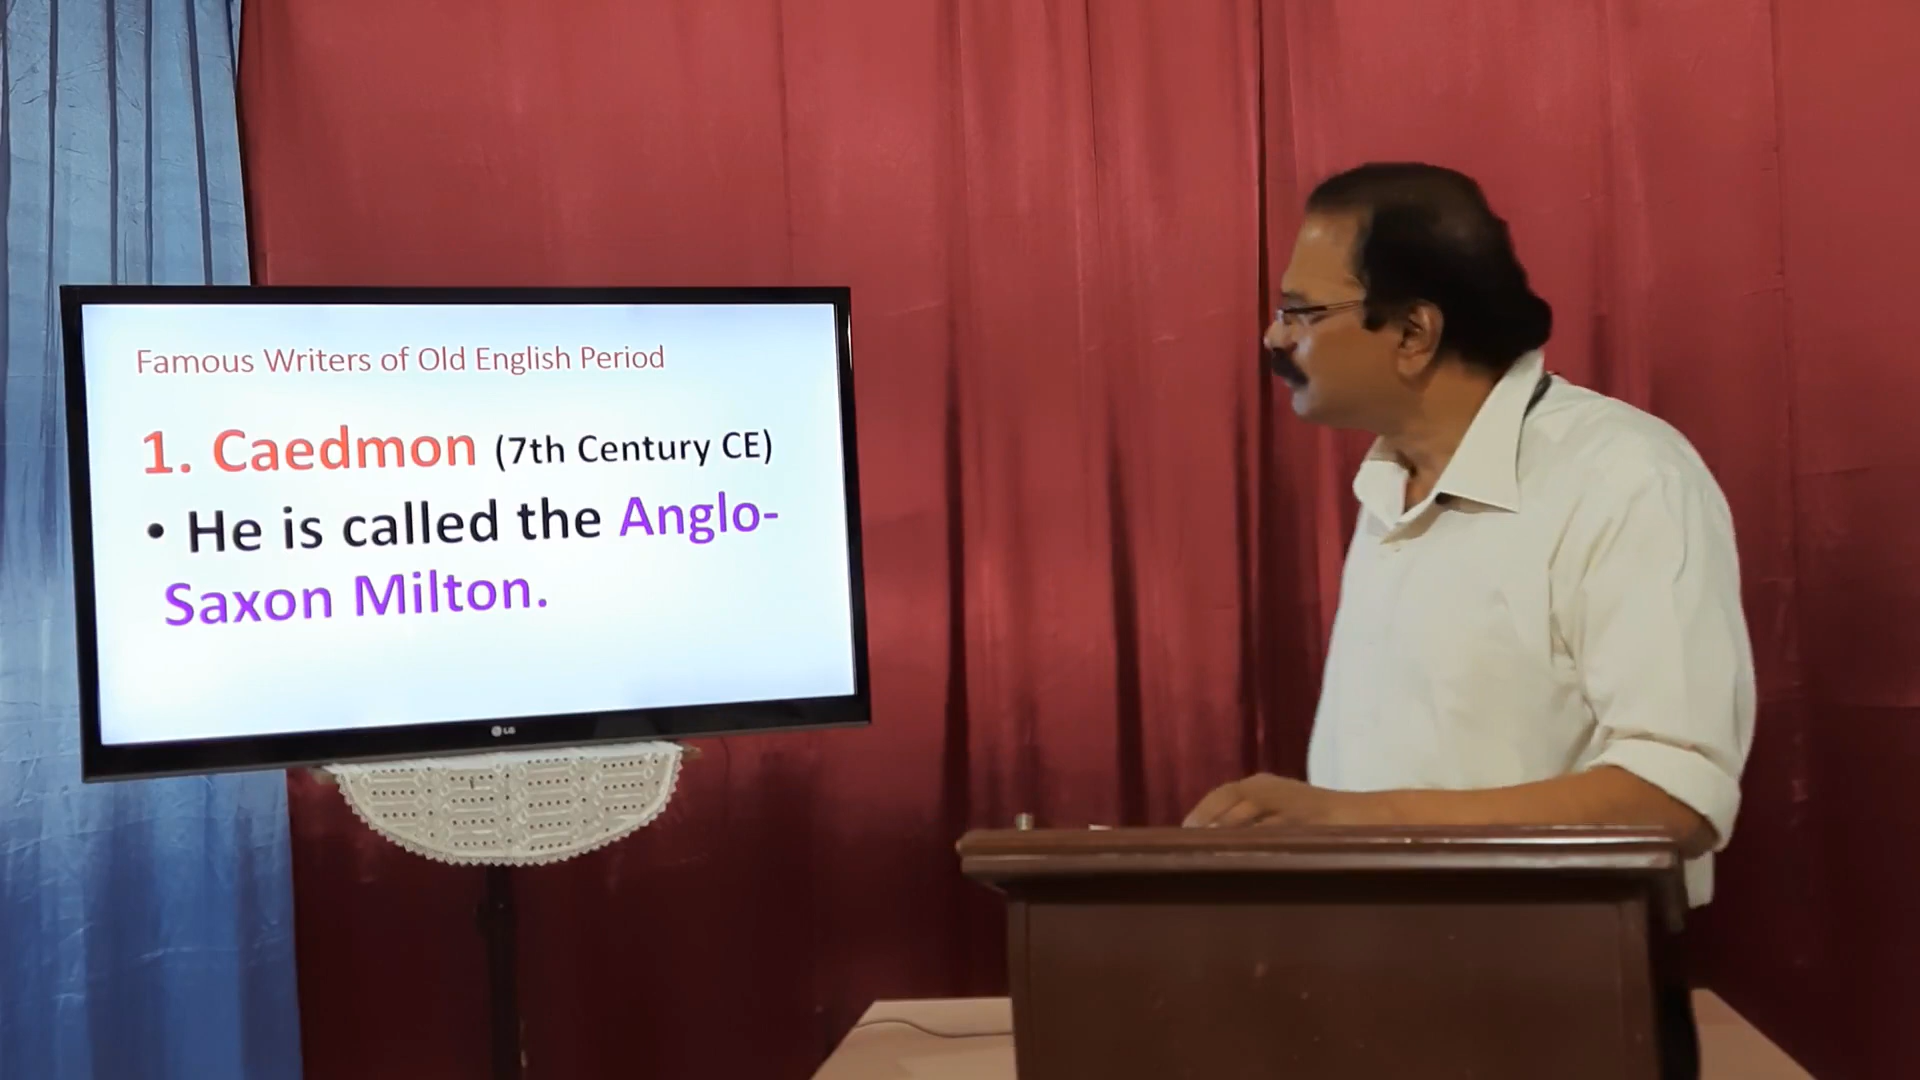 Famous Writers of Old English Period
1. Caedmon (7th Century CE)
• He is called the Anglo-
Saxon Milton.
LG